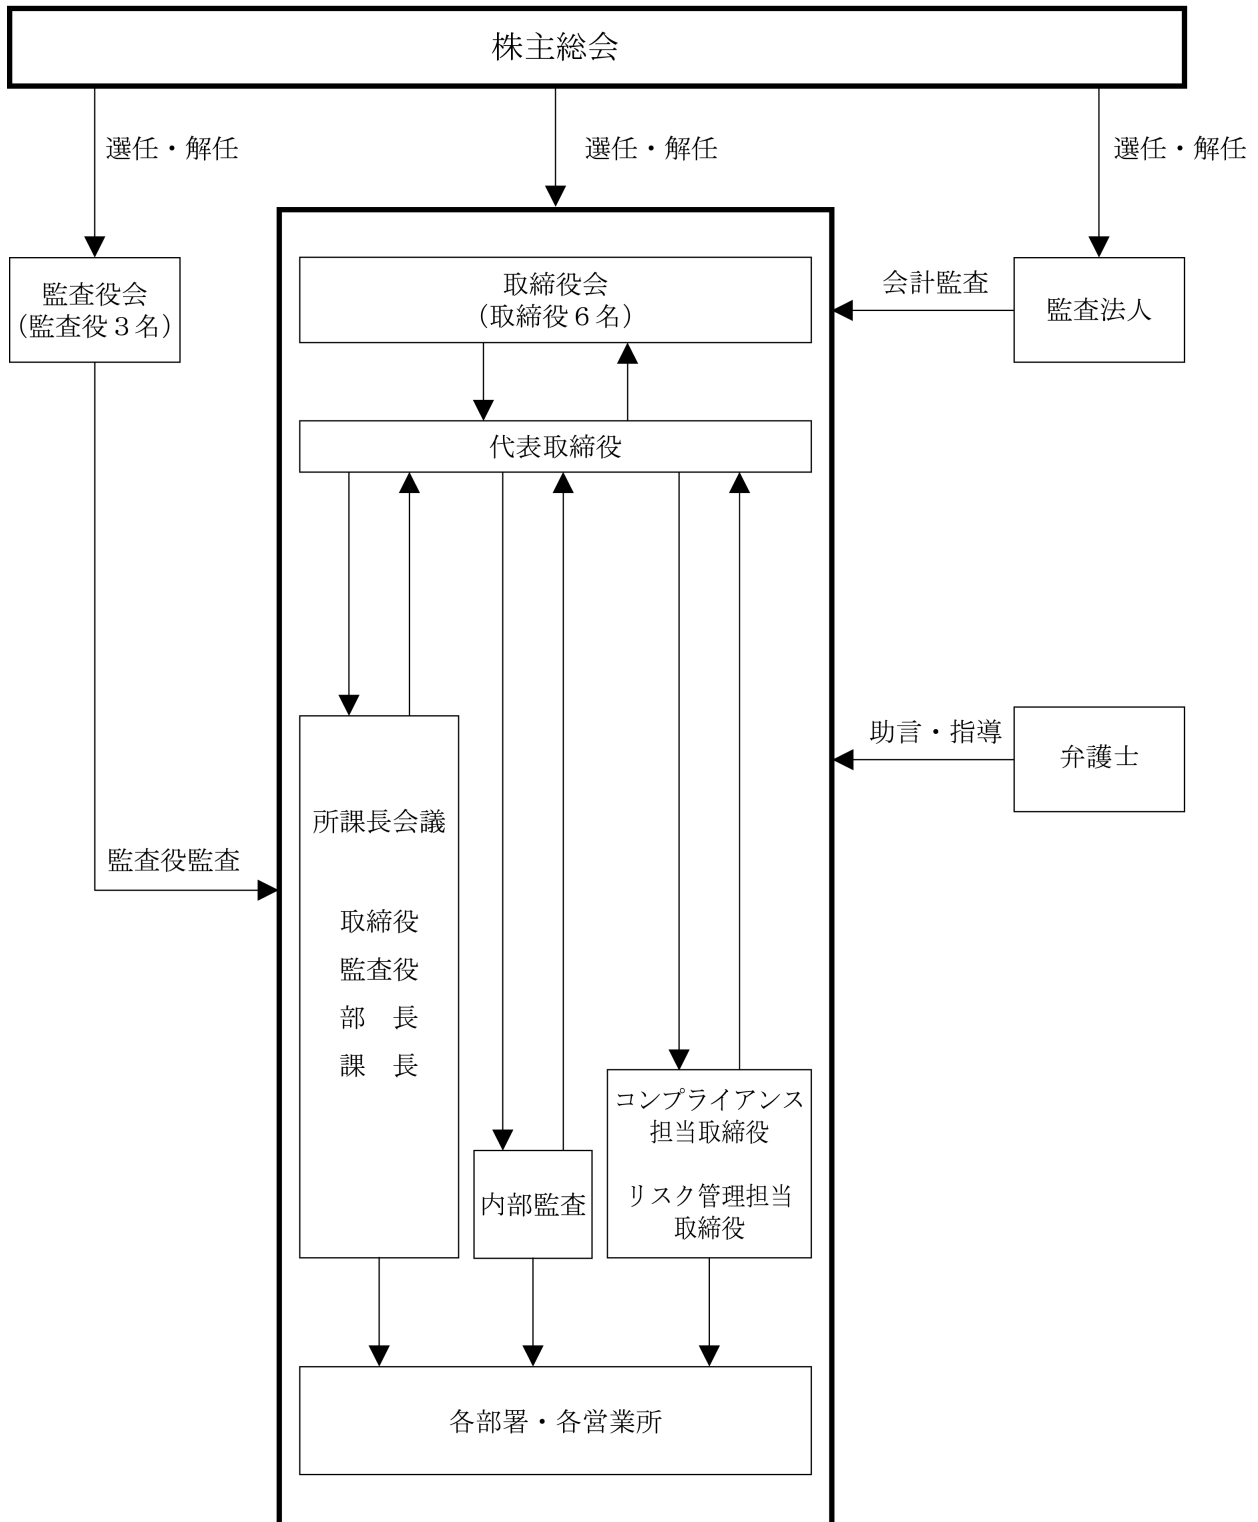 株主総会
選任・解任
選任・解任
選任・解任
監査役会
（監査役３名）
取締役会
（取締役６名）
会計監査
監査法人
代表取締役
助言・指導
弁護士
監査役監査
所課長会議
取締役
監査役
部　長
課　長
内部監査
コンプライアンス
担当取締役
リスク管理担当
取締役
各部署・各営業所